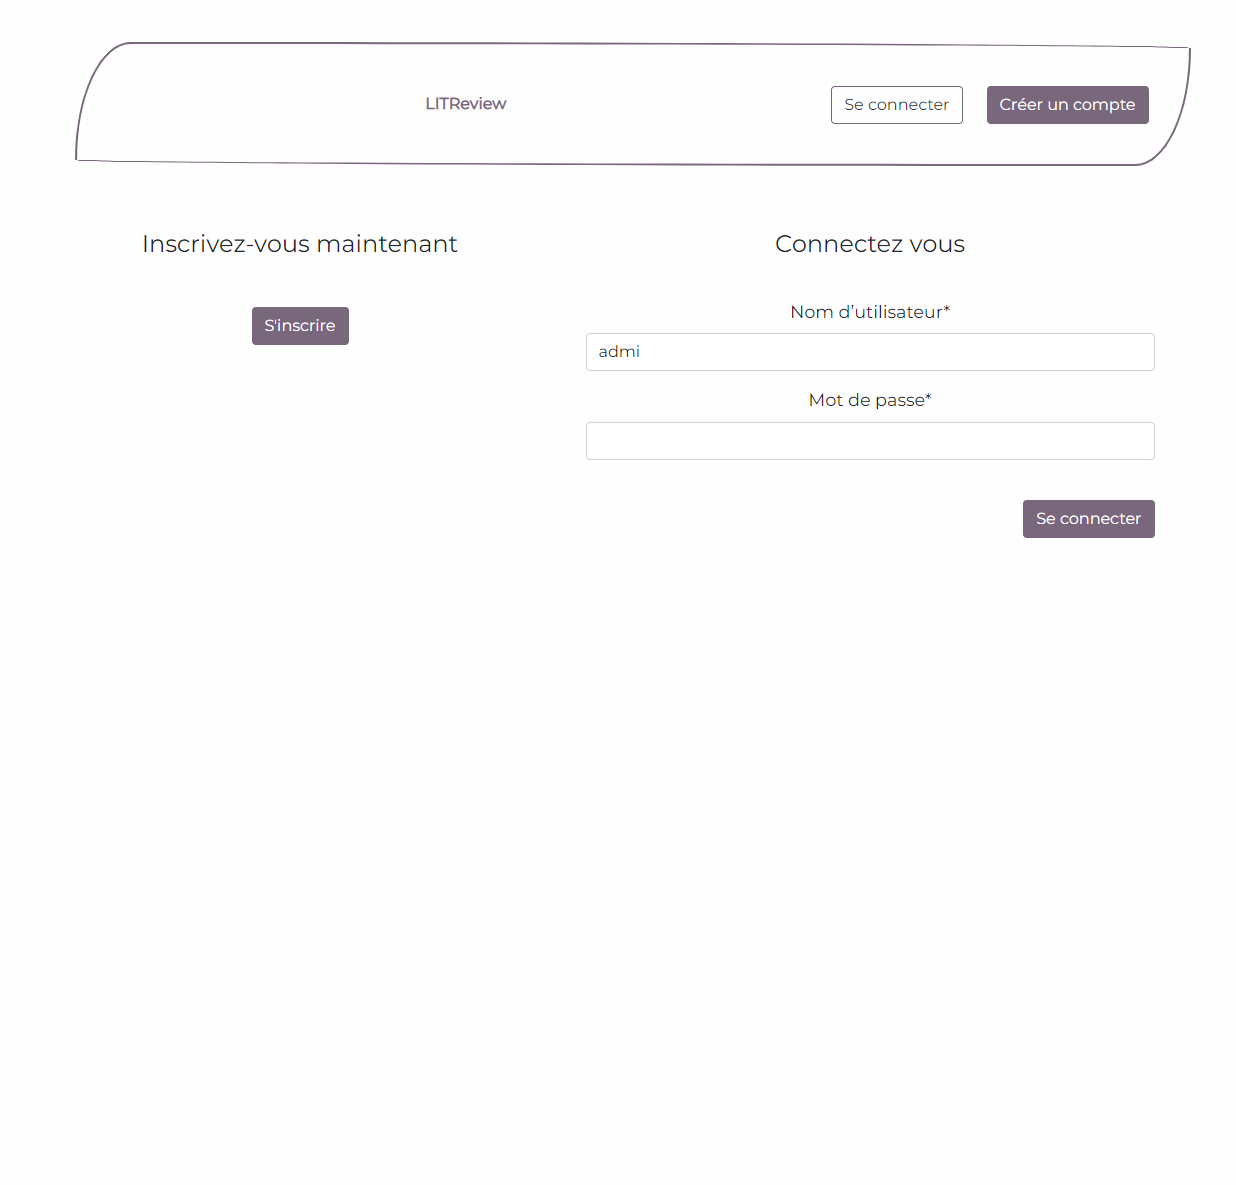 LITReview
Se connecter
Créer un compte
Inscrivez-vous maintenant
S'inscrire
Connectez vous
Nom d’utilisateur*
admi
Mot de passe*
Se connecter